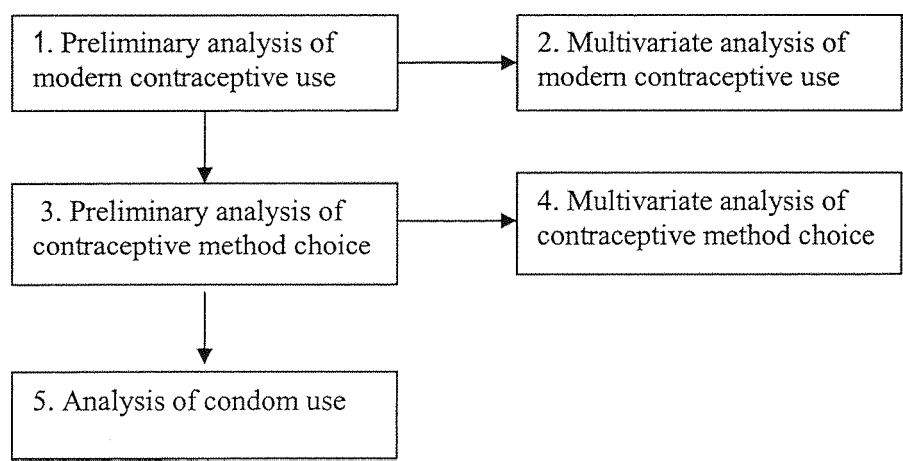 1. Preliminary analysis of
modern contraceptive use
2. Multivariate analysis of
modern contraceptive use
3. Preliminary analysis of
contraceptive method choice
4. Multivariate analysis of
contraceptive method choice
5. Analysis of condom use